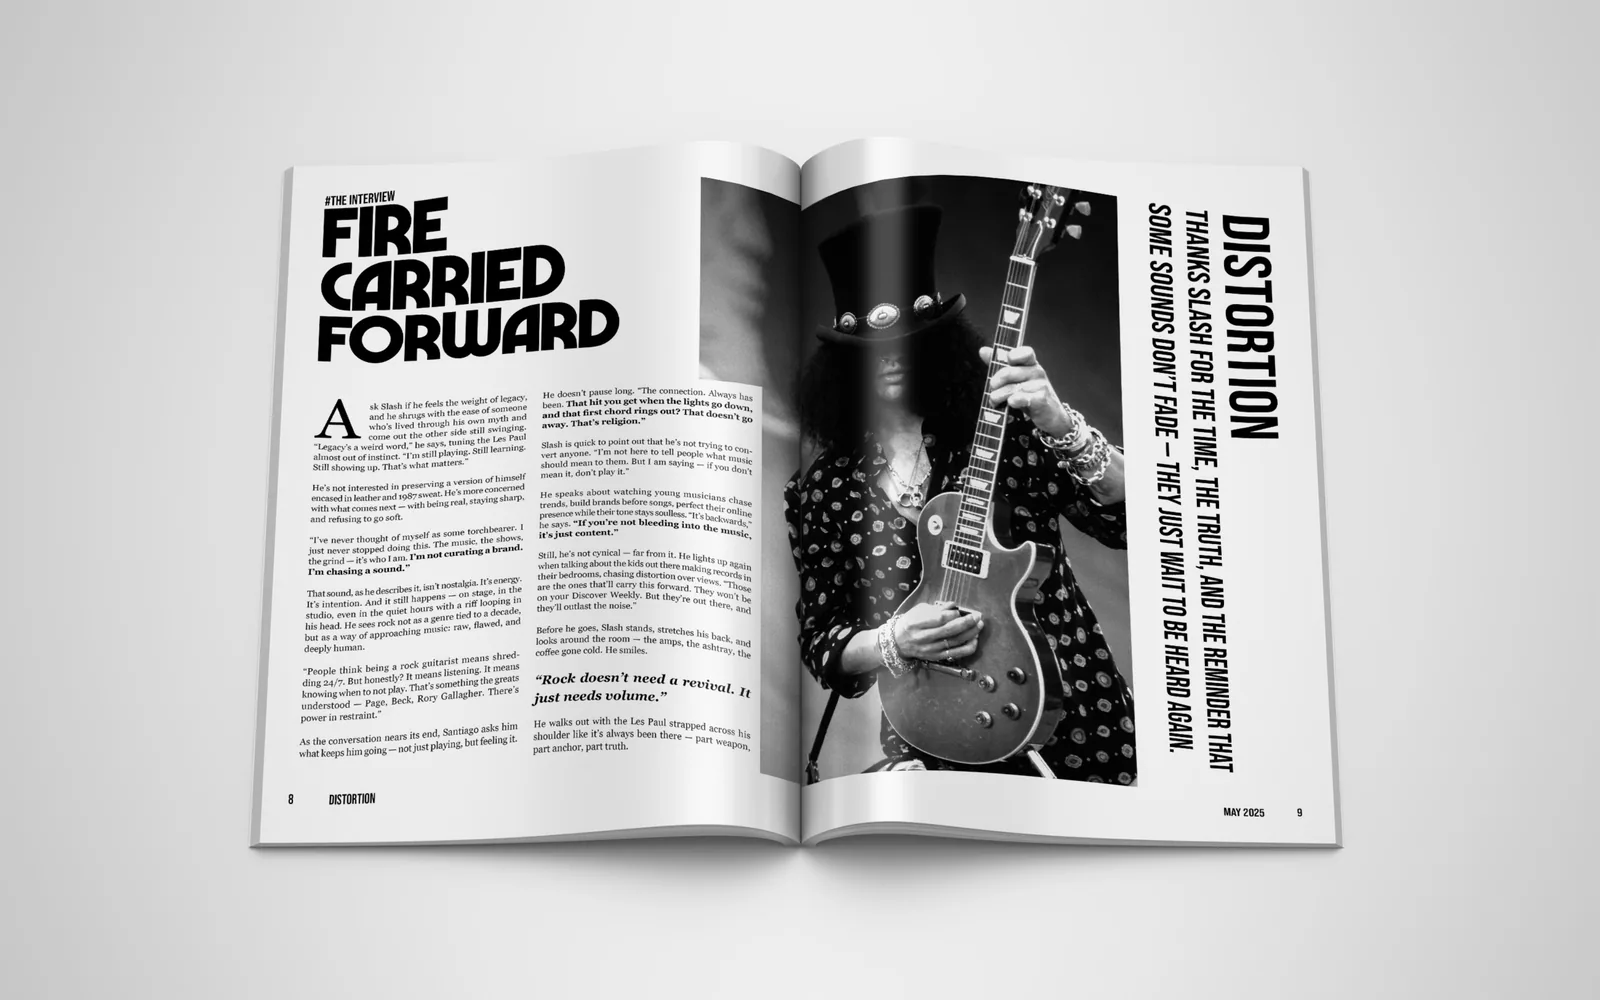 #THE INTERVIEW
FIRE
CARRIED
FORWARD
Ask Slash if he feels the weight of legacy,
and he shrugs with the ease of someone
who's lived through his own myth and
come out the other side still swinging.
“Legacy’s a weird word,” he says, tuning the Les Paul
almost out of instinct. “I’m still playing. Still learning.
Still showing up. That’s what matters.”
He’s not interested in preserving a version of himself
encased in leather and 1987 sweat. He’s more concerned
with what comes next — with being real, staying sharp,
and refusing to go soft.
“I’ve never thought of myself as some torchbearer. I
just never stopped doing this. The music, the shows,
the grind — it’s who I am. I’m not curating a brand.
I’m chasing a sound.”
That sound, as he describes it, isn’t nostalgia. It’s energy.
It’s intention. And it still happens — on stage, in the
studio, even in the quiet hours with a riff looping in
his head. He sees rock not as a genre tied to a decade,
but as a way of approaching music: raw, flawed, and
deeply human.
“People think being a rock guitarist means shred-
ding 24/7. But honestly? It means listening. It means
knowing when to not play. That’s something the greats
understood — Page, Beck, Rory Gallagher. There’s
power in restraint.”
As the conversation nears its end, Santiago asks him
what keeps him going — not just playing, but feeling it.
He doesn’t pause long. “The connection. Always has
been. That hit you get when the lights go down,
and that first chord rings out? That doesn’t go
away. That’s religion.”
Slash is quick to point out that he’s not trying to con-
vert anyone. “I’m not here to tell people what music
should mean to them. But I am saying — if you don’t
mean it, don’t play it.”
He speaks about watching young musicians chase
trends, build brands before songs, perfect their online
presence while their tone stays soulless. “It’s backwards,”
he says. “If you’re not bleeding into the music,
it’s just content.”
Still, he’s not cynical — far from it. He lights up again
when talking about the kids out there making records in
their bedrooms, chasing distortion over views. “Those
are the ones that’ll carry this forward. They won’t be
on your Discover Weekly. But they’re out there, and
they’ll outlast the noise.”
Before he goes, Slash stands, stretches his back, and
looks around the room — the amps, the ashtray, the
coffee gone cold. He smiles.
“Rock doesn’t need a revival. It
just needs volume.”
He walks out with the Les Paul strapped across his
shoulder like it’s always been there — part weapon,
part anchor, part truth.
8
DISTORTION
DISTORTION
THANKS SLASH FOR THE TIME, THE TRUTH, AND THE REMINDER THAT
SOME SOUNDS DON’T FADE — THEY JUST WAIT TO BE HEARD AGAIN.
MAY 2025
9